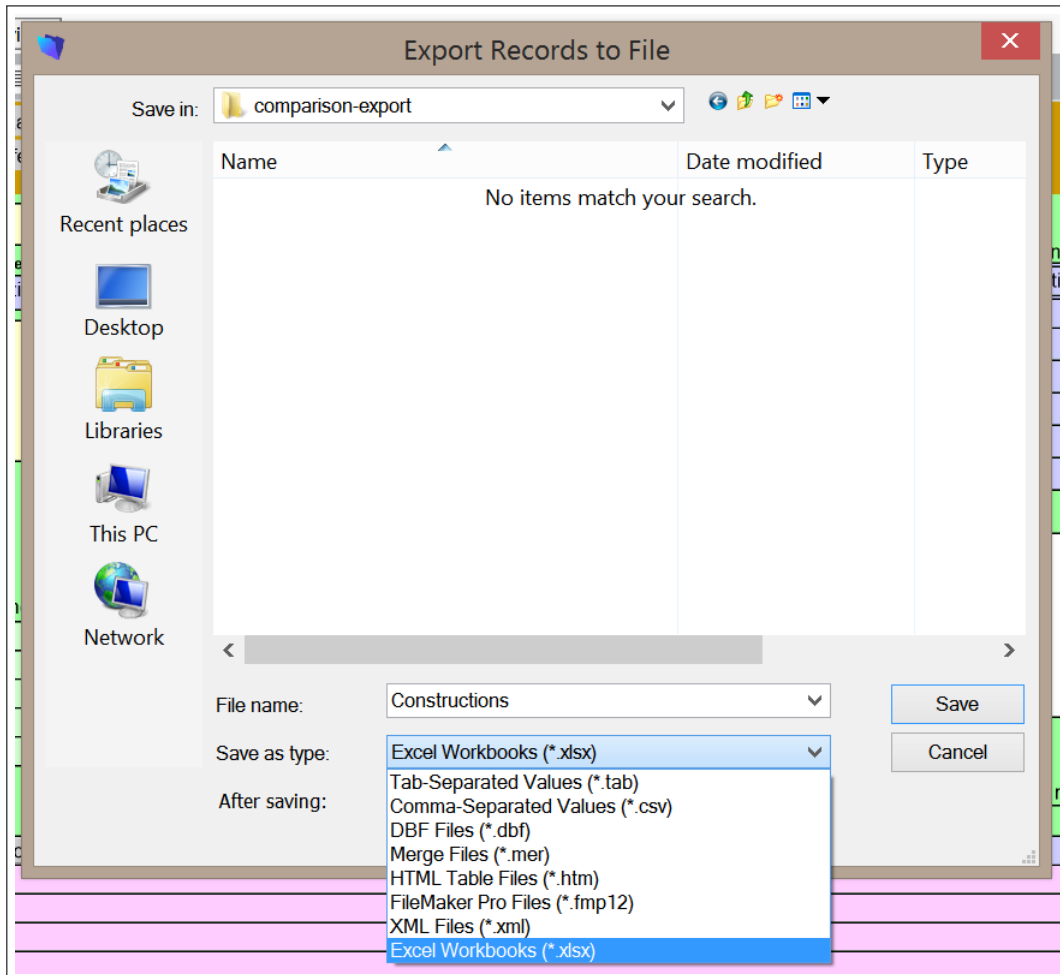 Export Records to File
Save in: comparison-export
Name Date modified Type
No items match your search.
Recent places
Desktop
Libraries
This PC
Network
File name: Constructions Save
Save as type: Excel Workbooks (*.xlsx) Cancel
After saving:
Tab-Separated Values (*.tab)
Comma-Separated Values (*.csv)
DBF Files (*.dbf)
Merge Files (*.mer)
HTML Table Files (*.htm)
FileMaker Pro Files (*.fmp12)
XML Files (*.xml)
Excel Workbooks (*.xlsx)